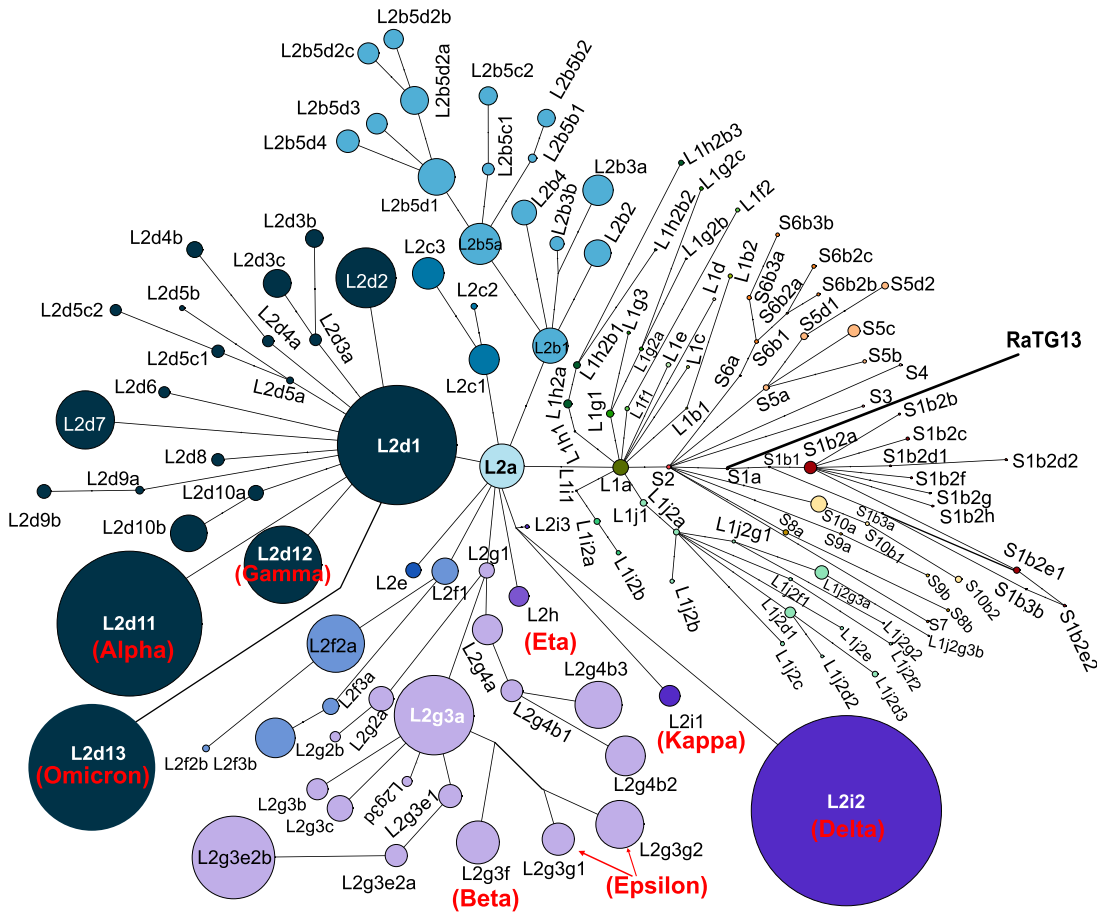 L2b5d2b
L2b5d2c
L2b5d2a
L2b5c2
L2b5b2
L2b5d3
L2b5d4
L2b5c1
L2b5b1
L2b5d1
L2b5a
L2b4
L2b3b
L2b3a
L2b2
L2b1
L1h2b3
L1g2c
L1h2b2
L1g2b
L1f2
L1d
L1b2
S6b3b
S6b3a
S6b2c
S6b2a
S6b2b
S5d2
S5d1
S6b1
S5c
S6a
S5b
S5a
S4
S3
RaTG13
L2d3b
L2d4b
L2d3c
L2d2
L2c3
L2c2
L2c1
L2d5b
L2d5c2
L2d4a
L2d3a
L2d5c1
L2d5a
L2d6
L2d7
L2d1
L2d8
L2d9a
L2d9b
L2d10a
L2d10b
L2d12
(Gamma)
L2d11
(Alpha)
L2d13
(Omicron)
L1g3
L1h2b1
L1g2a
L1e
L1c
L1h2a
L1g1
L1f1
L1b1
L1h1
L2a
L1i1
L1a
S2
S1a
S1b1
S1b2a
S1b2b
S1b2c
S1b2d1
S1b2d2
S1b2f
S1b2g
S1b2h
S10a
S1b3a
S8a
S9a
S10b1
S1b2e1
S9b
S10b2
S1b3b
S8b
S7
S1b2e2
L2i3
L1i2a
L1i2b
L1j1
L1j2a
L1j2b
L1j2g1
L1j2g3a
L1j2f1
L1j2d1
L1j2g2
L1j2g3b
L1j2e
L1j2f2
L1j2c
L1j2d2
L1j2d3
L2e
L2f1
L2g1
L2h
(Eta)
L2f2a
L2g4a
L2g4b3
L2f3a
L2g2a
L2g3a
L2g4b1
L2i1
(Kappa)
L2f2b
L2f3b
L2g2b
L2g4b2
L2g3b
L2g3c
L2g3d
L2g3e1
L2i2
(Delta)
L2g3e2b
L2g3e2a
L2g3f
L2g3g1
L2g3g2
(Beta)
(Epsilon)